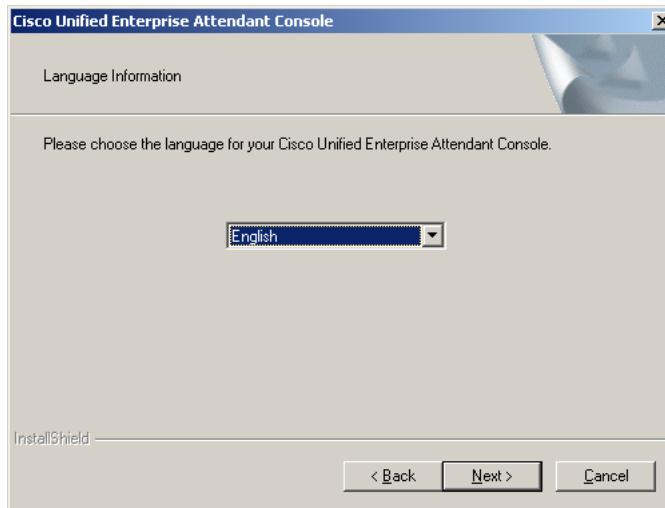 Cisco Unified Enterprise Attendant Console
Language Information
Please choose the language for your Cisco Unified Enterprise Attendant Console.
English
InstallShield
< Back Next > Cancel